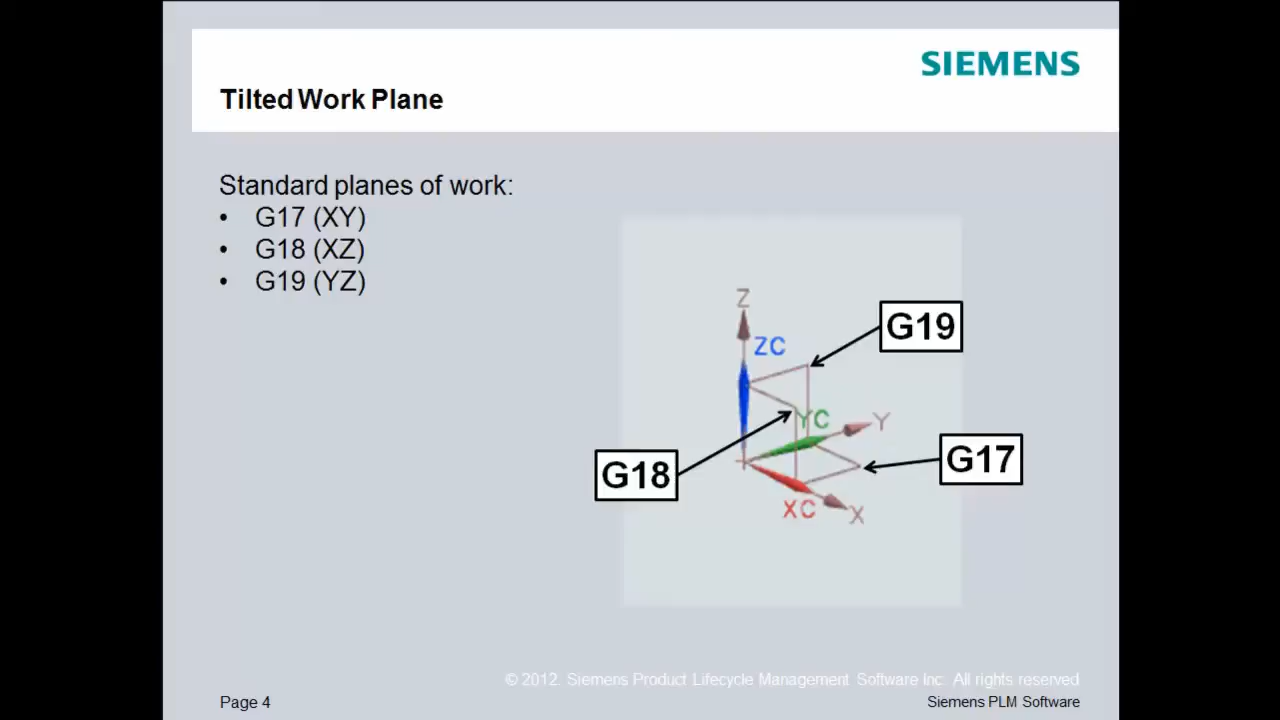 SIEMENS
Tilted Work Plane
Standard planes of work:
• G17 (XY)
• G18 (XZ)
• G19 (YZ)
Z
G19
ZC
YC
Y
G18
G17
XC
X
© 2012. Siemens Product Lifecycle Management Software Inc. All rights reserved
Page 4
Siemens PLM Software